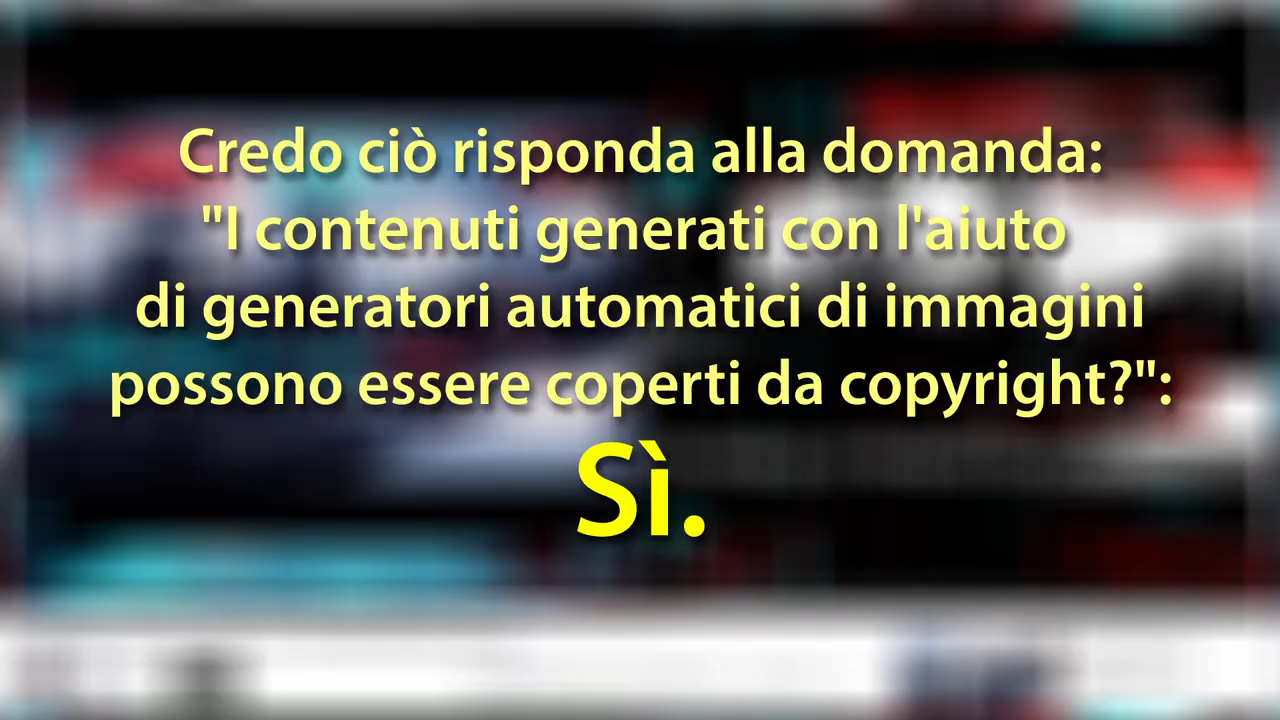 Credo ciò risponda alla domanda:
"I contenuti generati con l'aiuto
di generatori automatici di immagini
possono essere coperti da copyright?":
Sì.